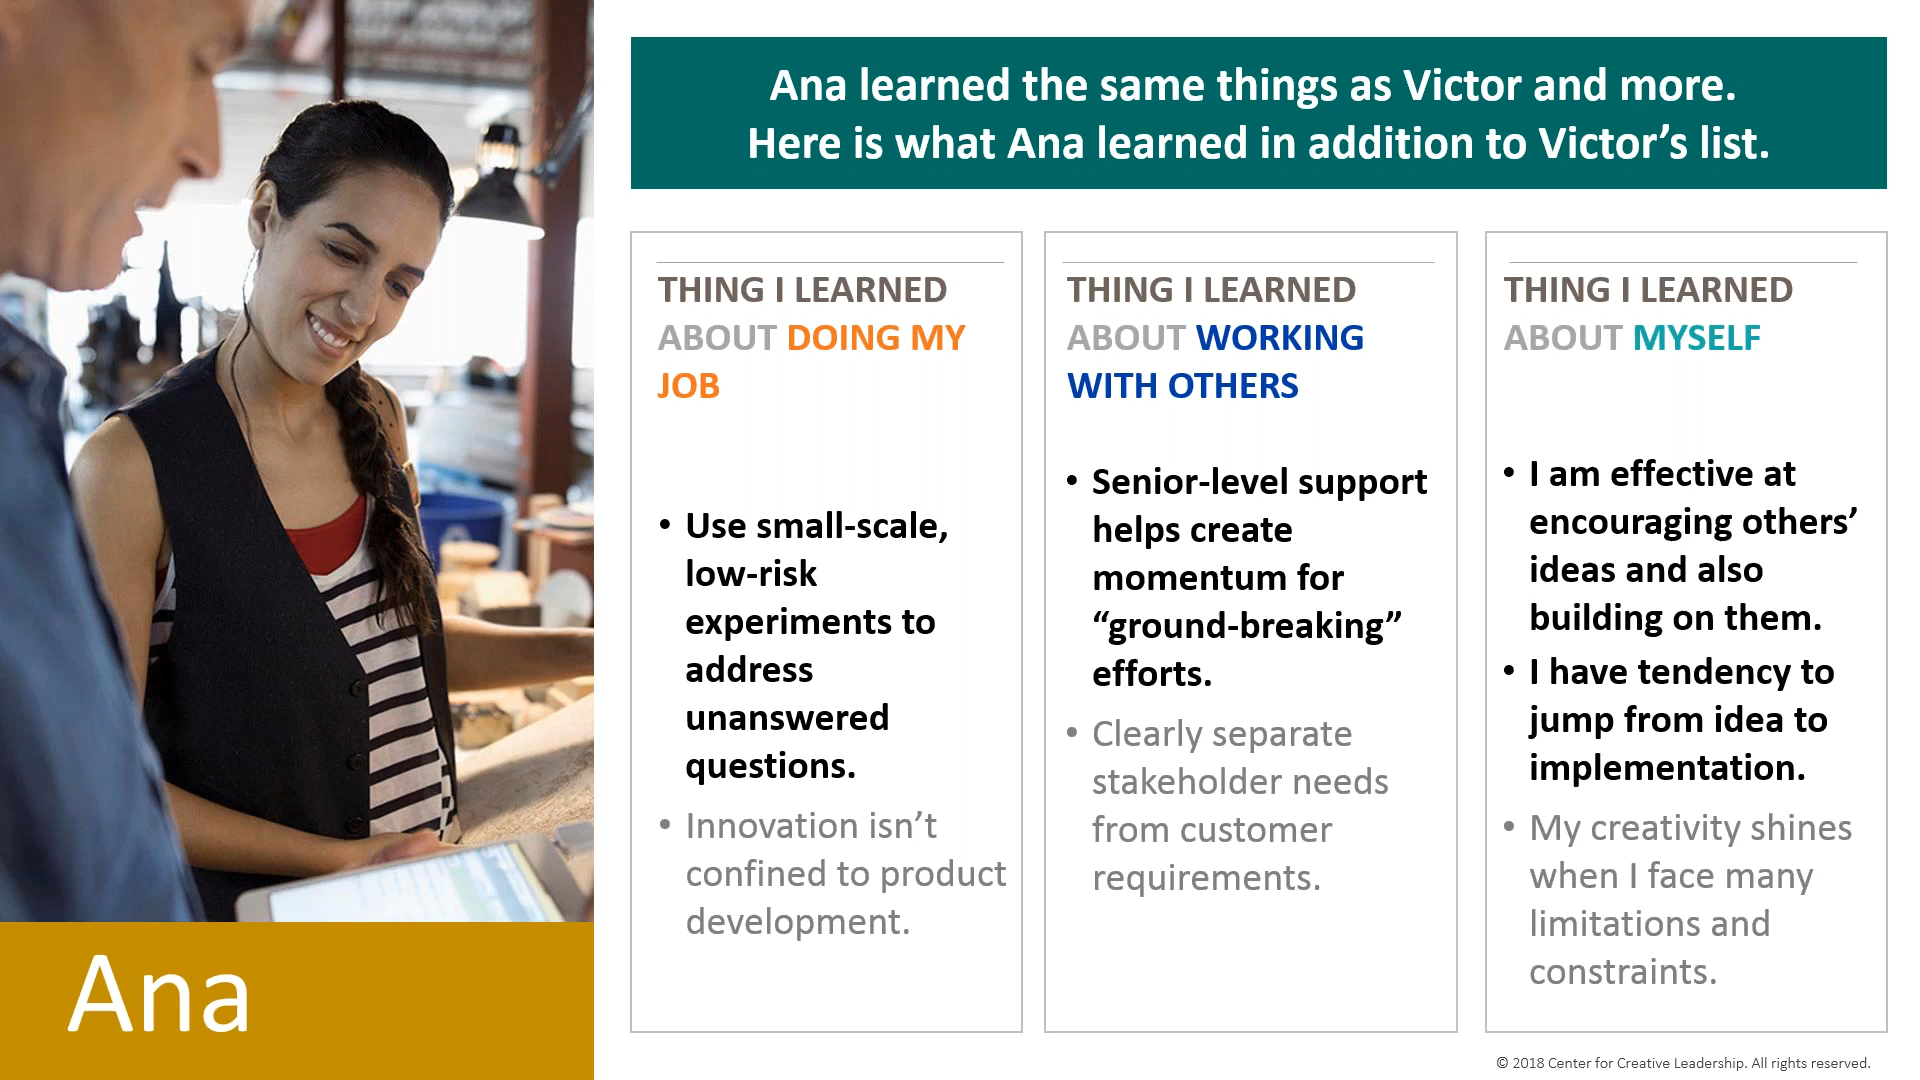 Ana learned the same things as Victor and more.
Here is what Ana learned in addition to Victor’s list.
THING I LEARNED
ABOUT DOING MY
JOB
• Use small-scale,
low-risk
experiments to
address
unanswered
questions.
• Innovation isn’t
confined to product
development.
THING I LEARNED
ABOUT WORKING
WITH OTHERS
• Senior-level support
helps create
momentum for
“ground-breaking”
efforts.
• Clearly separate
stakeholder needs
from customer
requirements.
THING I LEARNED
ABOUT MYSELF
• I am effective at
encouraging others’
ideas and also
building on them.
• I have tendency to
jump from idea to
implementation.
• My creativity shines
when I face many
limitations and
constraints.
Ana
© 2018 Center for Creative Leadership. All rights reserved.